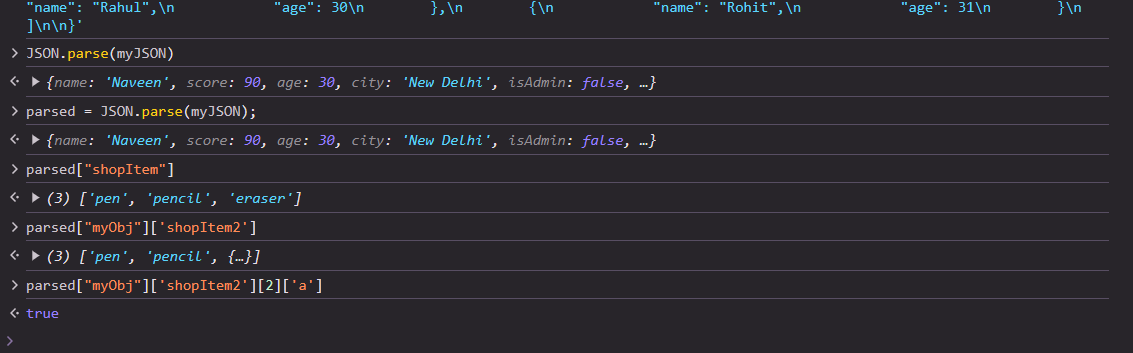 "name": "Rahul",\n            "age": 30\n        },\n        {\n            "name": "Rohit",\n            "age": 31\n        }\n
]\n\n}'
> JSON.parse(myJSON)
{name: 'Naveen', score: 90, age: 30, city: 'New Delhi', isAdmin: false, …}
> parsed = JSON.parse(myJSON);
{name: 'Naveen', score: 90, age: 30, city: 'New Delhi', isAdmin: false, …}
> parsed["shopItem"]
(3) ['pen', 'pencil', 'eraser']
> parsed["myObj"]['shopItem2']
(3) ['pen', 'pencil', {…}]
> parsed["myObj"]['shopItem2'][2]['a']
true
>